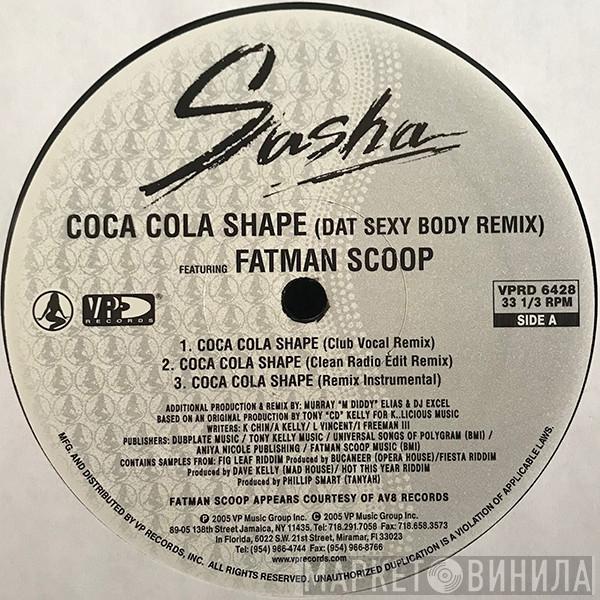 Sasha
COCA COLA SHAPE (DAT SEXY BODY REMIX)
FEATURING FATMAN SCOOP
VP RECORDS ®
VPRD 6428
33 1/3 RPM
SIDE A
1. COCA COLA SHAPE (Club Vocal Remix)
2. COCA COLA SHAPE (Clean Radio Edit Remix)
3. COCA COLA SHAPE (Remix Instrumental)
ADDITIONAL PRODUCTION & REMIX BY: MURRAY "M DIDDY" ELIAS & DJ EXCEL
BASED ON AN ORIGINAL PRODUCTION BY TONY "CD" KELLY FOR K..LICIOUS MUSIC
WRITERS: K CHIN/A KELLY/ L VINCENT/I FREEMAN III
PUBLISHERS: DUBPLATE MUSIC / TONY KELLY MUSIC / UNIVERSAL SONGS OF POLYGRAM (BMI) /
ANIYA NICOLE PUBLISHING / FATMAN SCOOP MUSIC (BMI)
CONTAINS SAMPLES FROM: FIG LEAF RIDDIM Produced by BUCANEER (OPERA HOUSE)/FIESTA RIDDIM
Produced by DAVE KELLY (MAD HOUSE)/ HOT THIS YEAR RIDDIM
Produced by PHILLIP SMART (TANYAH)
FATMAN SCOOP APPEARS COURTESY OF AV8 RECORDS
℗ 2005 VP Music Group Inc. © 2005 VP Music Group Inc.
89-05 138th Street Jamaica, NY 11435. Tel: 718.291.7058 Fax: 718.658.3573
In Florida, 6022 S.W. 21st Street, Miramar, Fl 33023
Tel: (954) 966-4744 Fax: (954) 966-8766
www.vprecords.com
MFG. AND DISTRIBUTED BY VP RECORDS, INC. ALL RIGHTS RESERVED. UNAUTHORIZED DUPLICATION IS A VIOLATION OF APPLICABLE LAWS.
МАРКЕТ ВИНИЛА